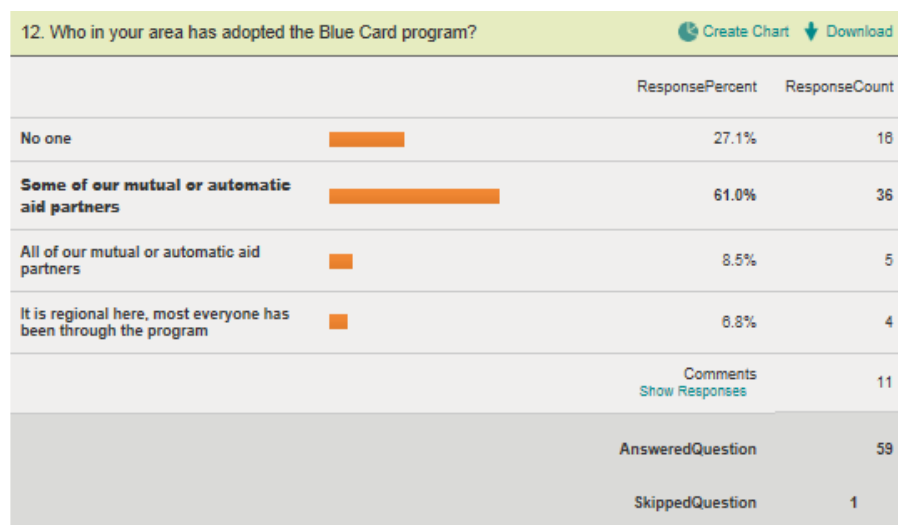 12. Who in your area has adopted the Blue Card program?
Create Chart
Download
ResponsePercent
ResponseCount
No one
27.1%
16
Some of our mutual or automatic
aid partners
61.0%
36
All of our mutual or automatic aid
partners
8.5%
5
It is regional here, most everyone has
been through the program
6.8%
4
Comments
Show Responses
11
AnsweredQuestion
59
SkippedQuestion
1